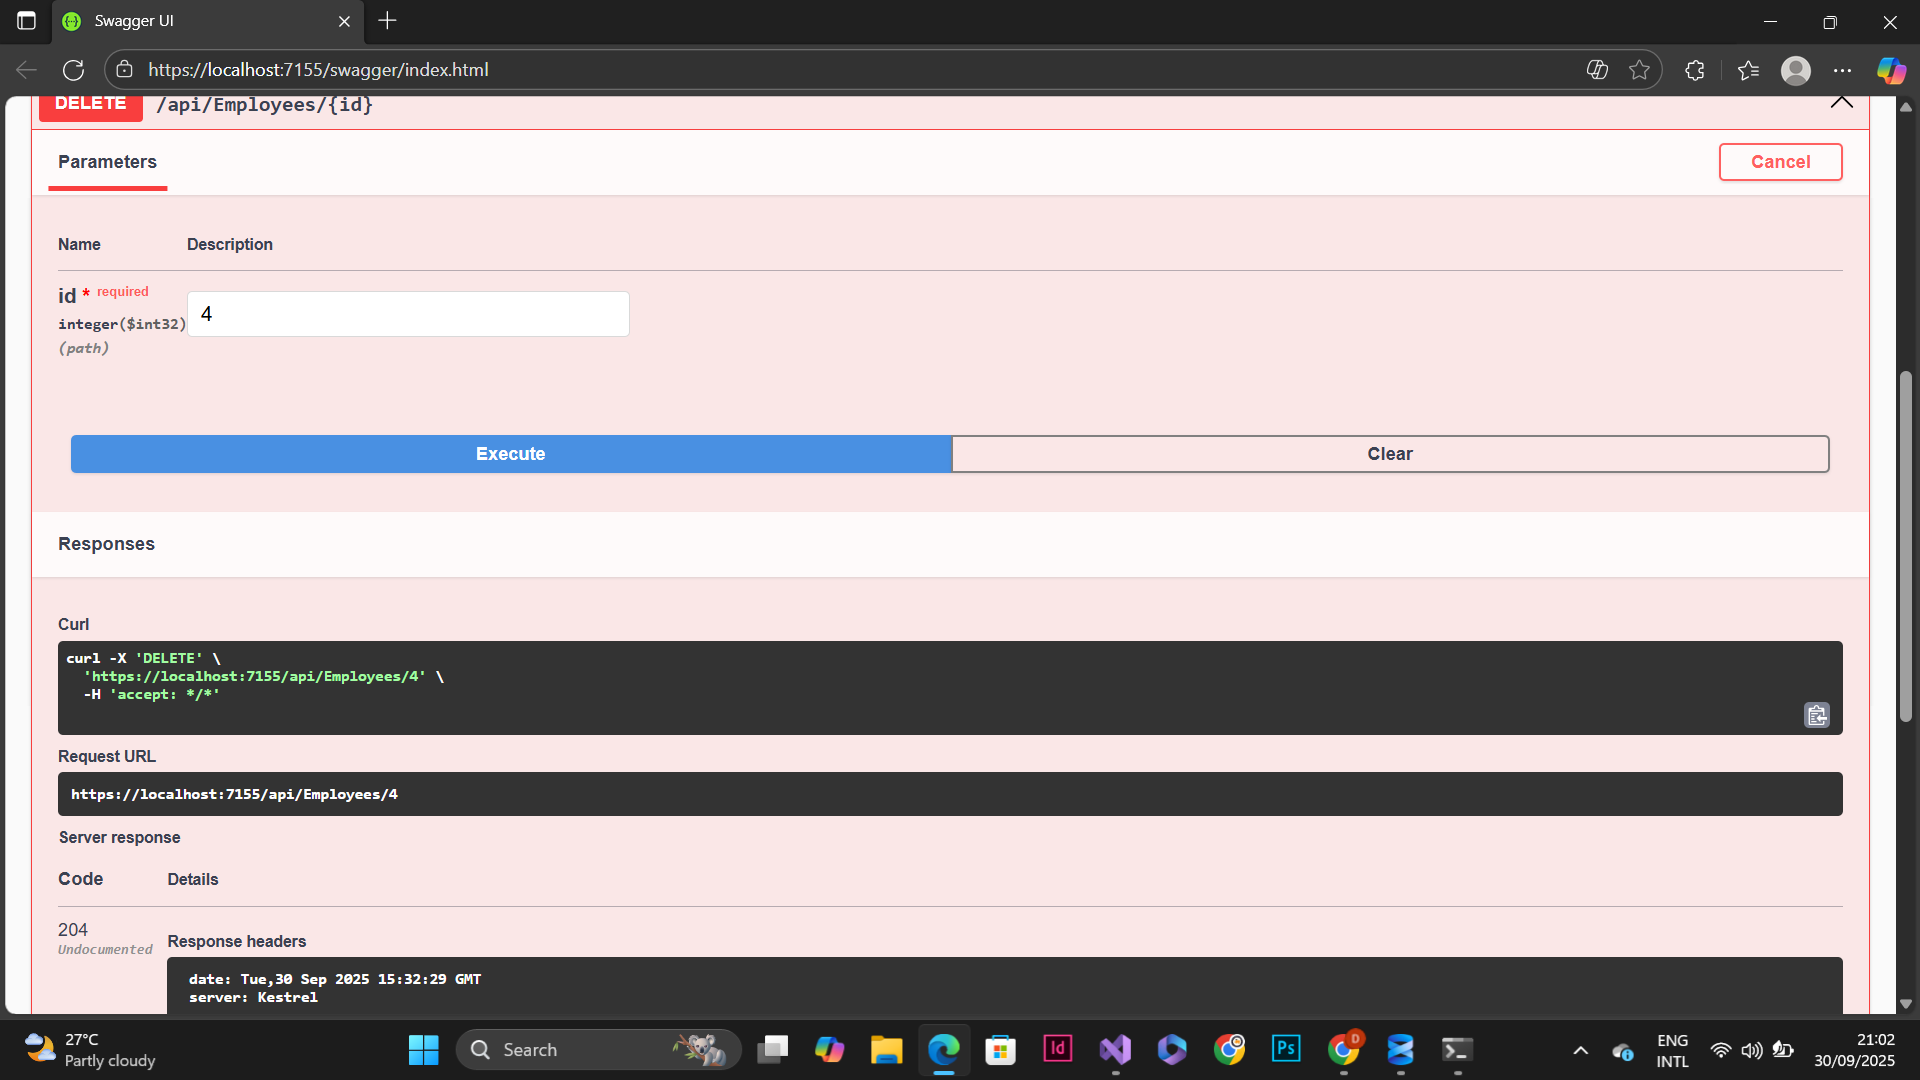 Swagger UI
https://localhost:7155/swagger/index.html
DELETE /api/Employees/{id}
Parameters
Cancel
Name Description
id * required
integer($int32)
(path)
4
Execute
Clear
Responses
Curl
curl -X 'DELETE' \
'https://localhost:7155/api/Employees/4' \
-H 'accept: */*'
Request URL
https://localhost:7155/api/Employees/4
Server response
Code Details
204
Undocumented
Response headers
date: Tue,30 Sep 2025 15:32:29 GMT
server: Kestrel
27°C
Partly cloudy
Search
Id
Ps
D
ENG
INTL
21:02
30/09/2025